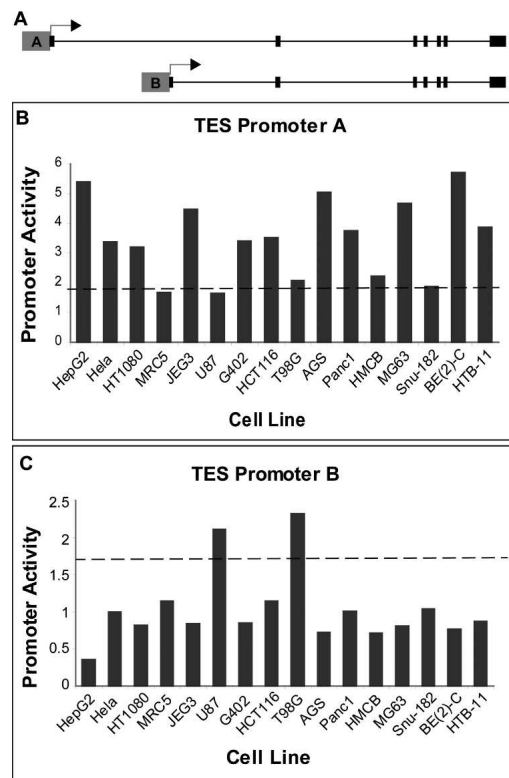 A
A
B
B
TES Promoter A
Promoter Activity
6
5
4
3
2
1
0
HepG2
Hela
HT1080
MRC5
JEG3
U87
G402
HCT116
T98G
AGS
Panc1
HMCB
MG63
Snu-182
BE(2)-C
HTB-11
Cell Line
C
TES Promoter B
Promoter Activity
2.5
2
1.5
1
0.5
0
HepG2
Hela
HT1080
MRC5
JEG3
U87
G402
HCT116
T98G
AGS
Panc1
HMCB
MG63
Snu-182
BE(2)-C
HTB-11
Cell Line